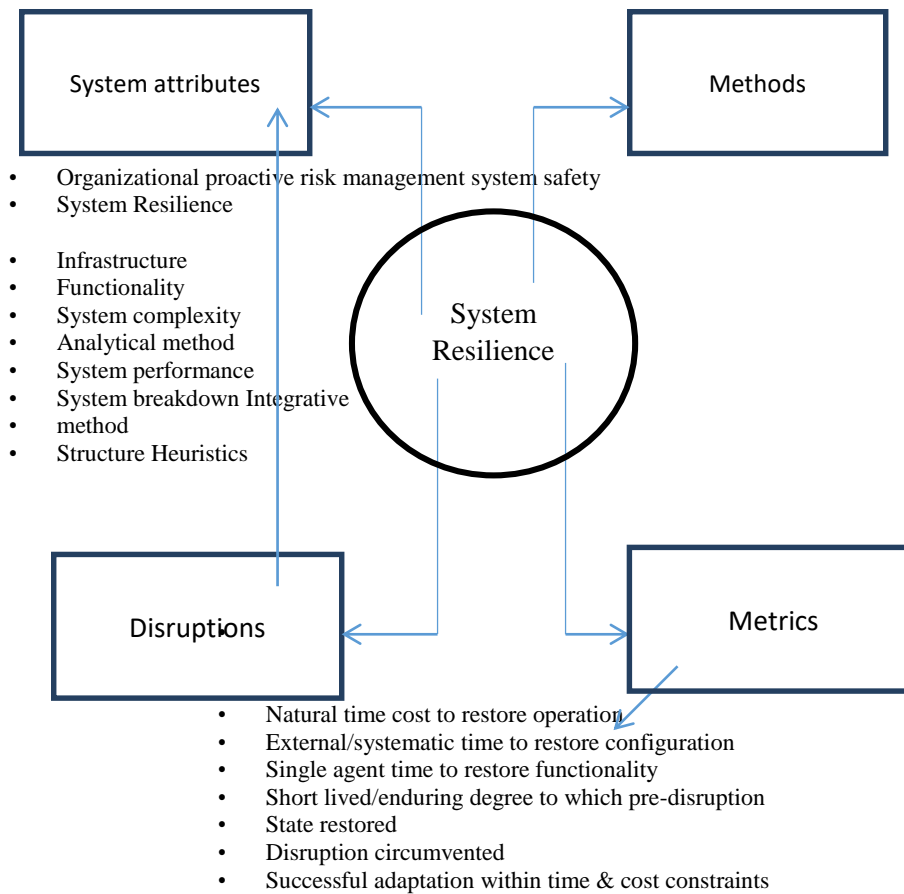 System attributes
Methods
• Organizational proactive risk management system safety
• System Resilience
• Infrastructure
• Functionality
• System complexity
• Analytical method
• System performance
• System breakdown Integrative
• method
• Structure Heuristics
System
Resilience
Disruptions
Metrics
• Natural time cost to restore operation
• External/systematic time to restore configuration
• Single agent time to restore functionality
• Short lived/enduring degree to which pre-disruption
• State restored
• Disruption circumvented
• Successful adaptation within time & cost constraints